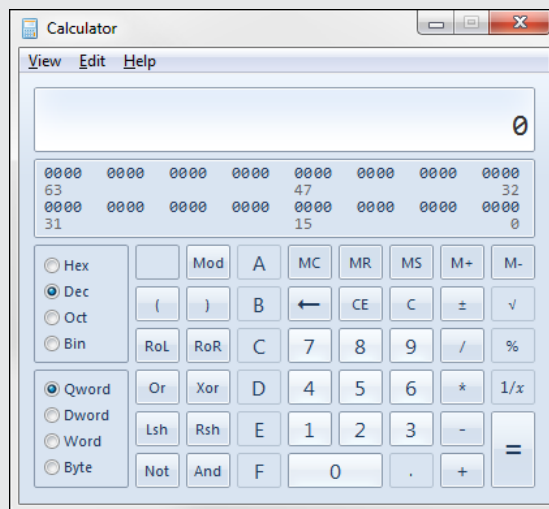 Calculator
View Edit Help
0
0000 0000 0000 0000 0000 0000 0000 0000
63 47 32
0000 0000 0000 0000 0000 0000 0000 0000
31 15 0
Hex Mod A MC MR MS M+ M-
Dec ( ) B ← CE C ± √
Oct
Bin RoL RoR C 7 8 9 / %
Qword Or Xor D 4 5 6 * 1/x
Dword
Word Lsh Rsh E 1 2 3 - =
Byte Not And F 0 . +